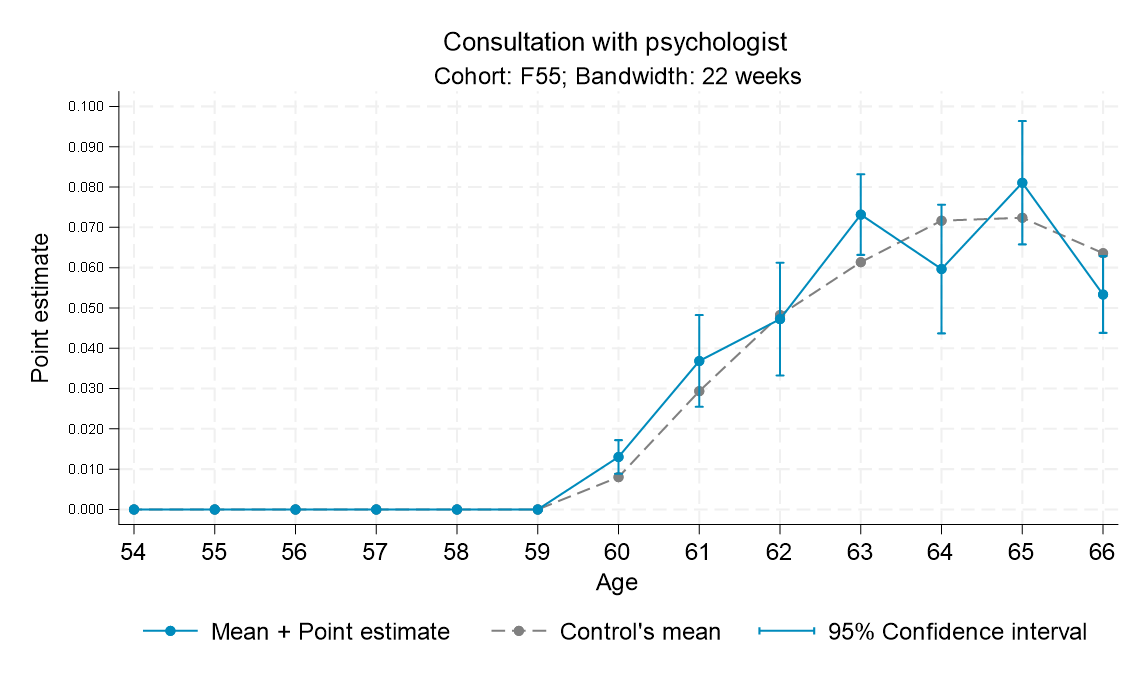 Consultation with psychologist
Cohort: F55; Bandwidth: 22 weeks
Point estimate
0.100
0.090
0.080
0.070
0.060
0.050
0.040
0.030
0.020
0.010
0.000
54 55 56 57 58 59 60 61 62 63 64 65 66
Age
Mean + Point estimate Control's mean 95% Confidence interval